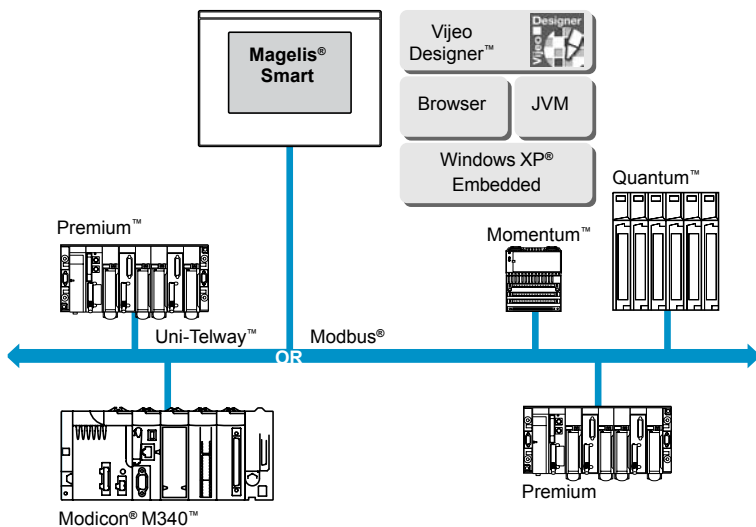 Magelis®
Smart
Vijeo
Designer™
Vijeo
Designer
Browser
JVM
Windows XP®
Embedded
Quantum™
Premium™
Momentum™
Uni-Telway™
Modbus®
OR
Premium
Modicon® M340™